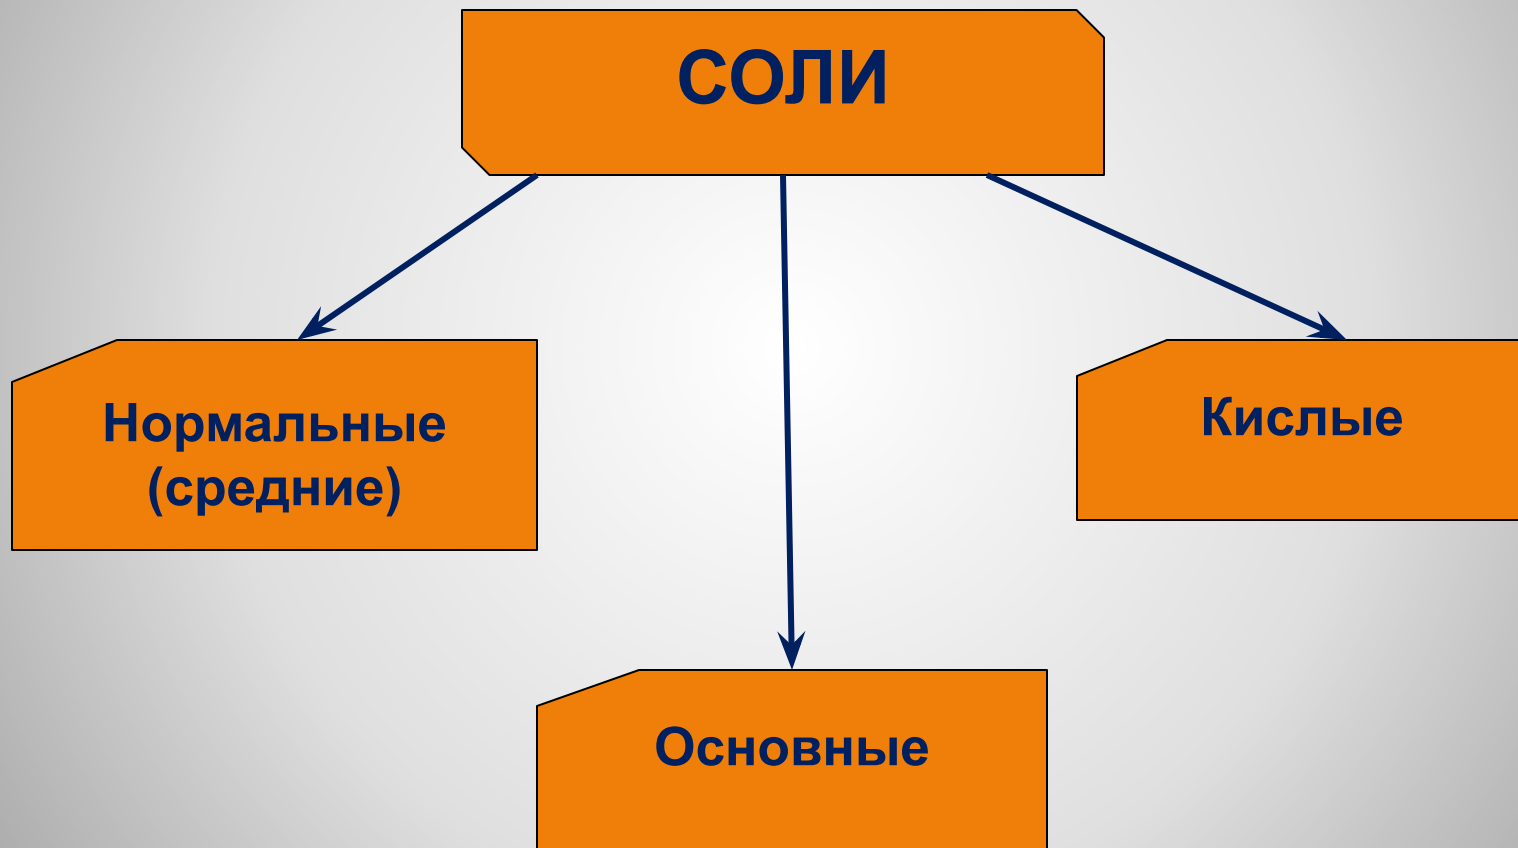 СОЛИ
Нормальные
(средние)
Кислые
Основные